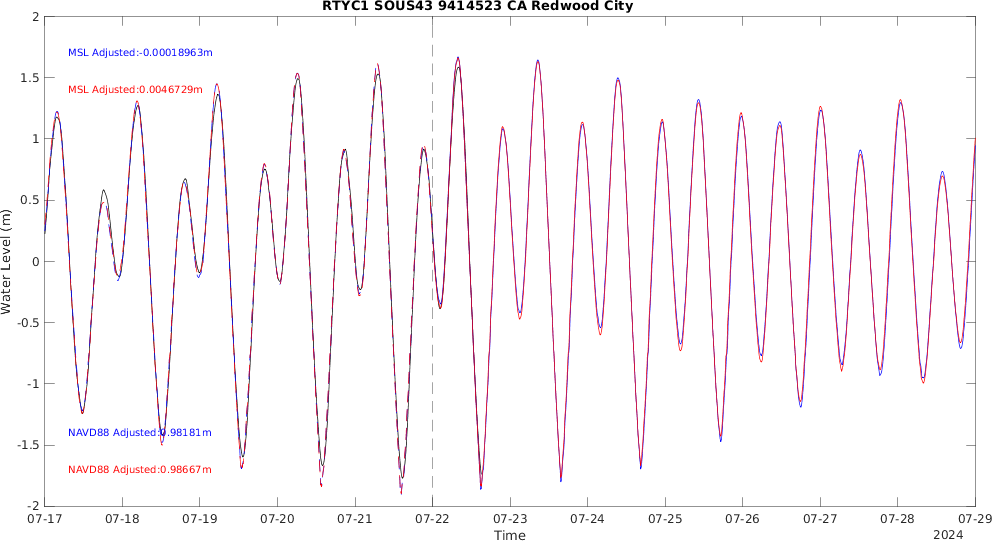 RTYC1 SOUS43 9414523 CA Redwood City
2
MSL Adjusted:-0.00018963m
1.5
MSL Adjusted:0.0046729m
1
0.5
Water Level (m)
0
-0.5
-1
NAVD88 Adjusted:0.98181m
-1.5
NAVD88 Adjusted:0.98667m
-2
07-17 07-18 07-19 07-20 07-21 07-22 07-23 07-24 07-25 07-26 07-27 07-28 07-29
Time
2024